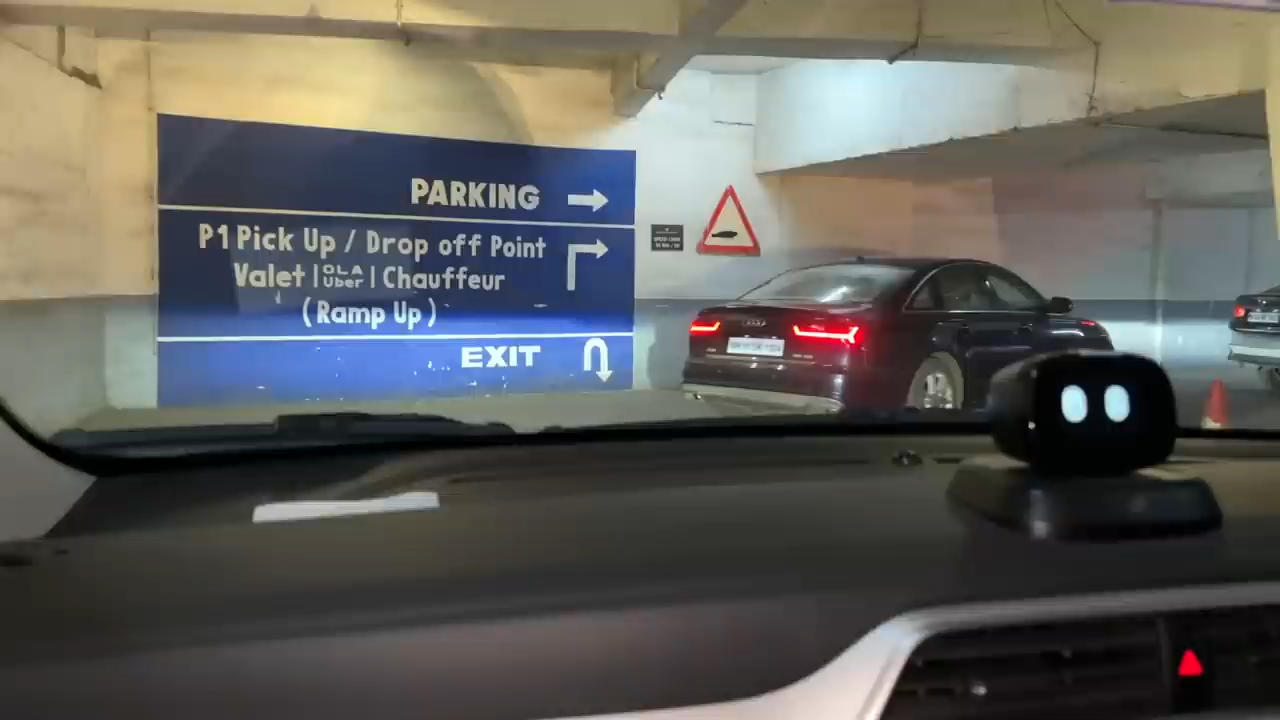 PARKING
P1 Pick Up / Drop off Point
Valet | OLA Uber | Chauffeur
(Ramp Up)
EXIT